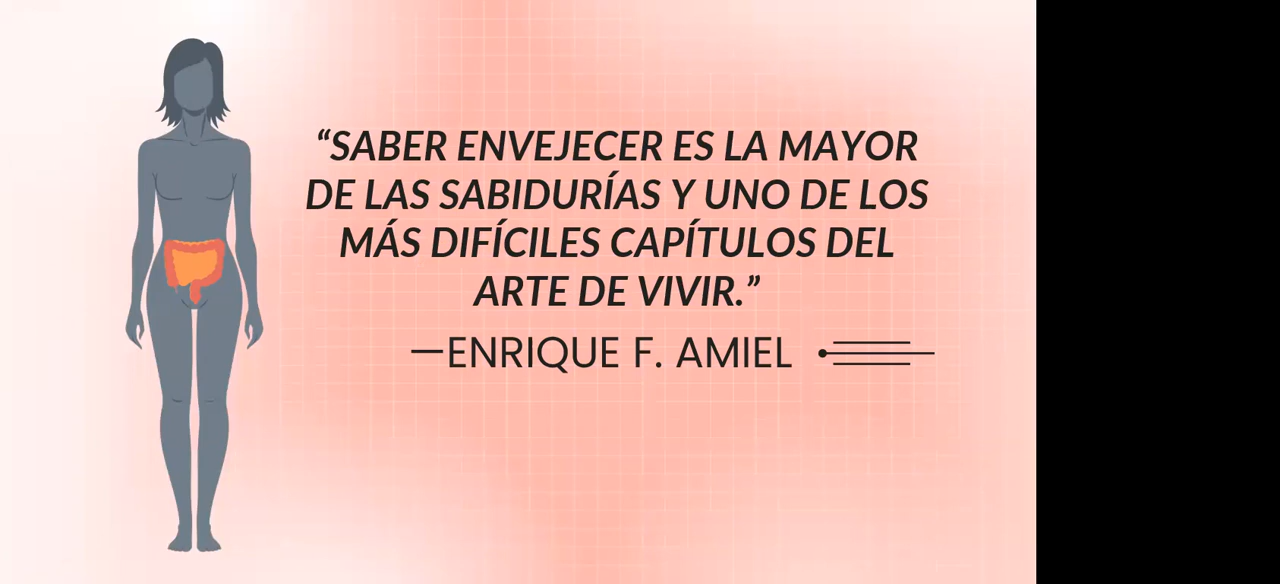 “SABER ENVEJECER ES LA MAYOR
DE LAS SABIDURÍAS Y UNO DE LOS
MÁS DIFÍCILES CAPÍTULOS DEL
ARTE DE VIVIR.”
—ENRIQUE F. AMIEL